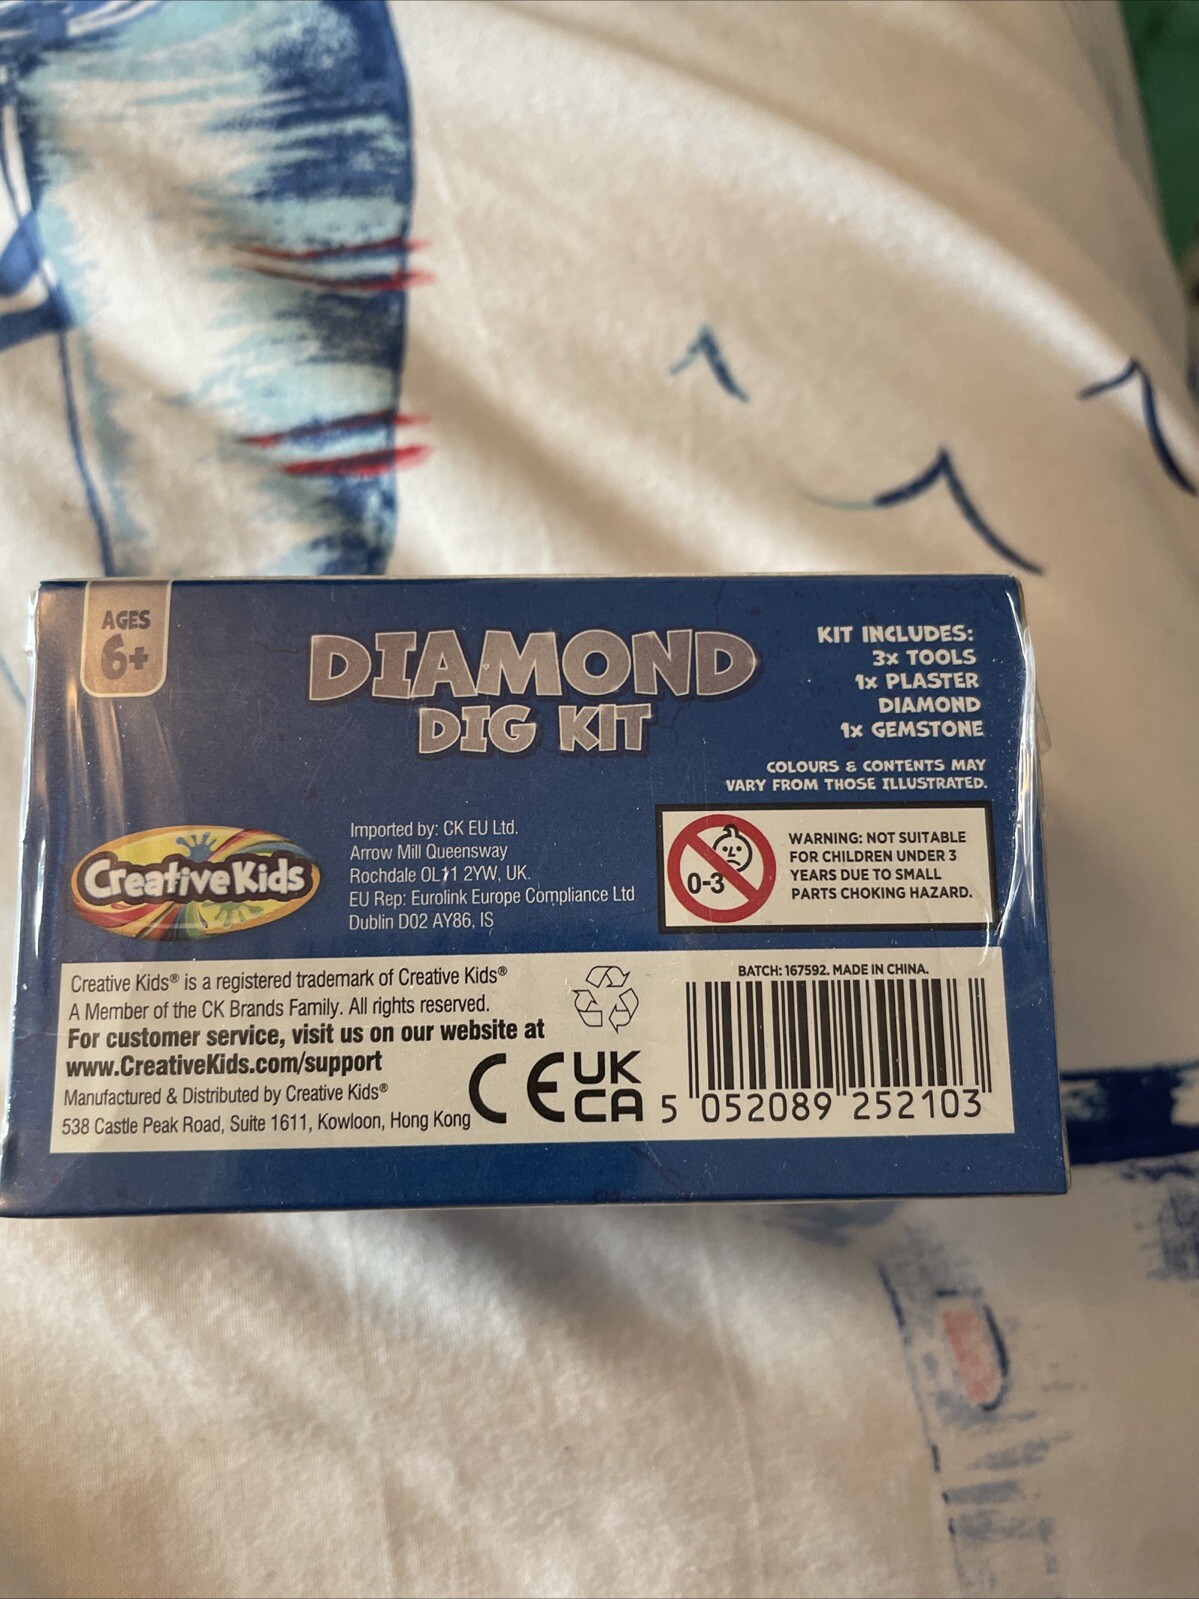 AGES
6+
DIAMOND
DIG KIT
KIT INCLUDES:
3x TOOLS
1x PLASTER
DIAMOND
1x GEMSTONE
COLOURS & CONTENTS MAY
VARY FROM THOSE ILLUSTRATED.
Creative Kids
Imported by: CK EU Ltd.
Arrow Mill Queensway
Rochdale OL11 2YW, UK.
EU Rep: Eurolink Europe Compliance Ltd
Dublin D02 AY86, IS
0-3
WARNING: NOT SUITABLE
FOR CHILDREN UNDER 3
YEARS DUE TO SMALL
PARTS CHOKING HAZARD.
Creative Kids® is a registered trademark of Creative Kids®
A Member of the CK Brands Family. All rights reserved.
For customer service, visit us on our website at
www.CreativeKids.com/support
Manufactured & Distributed by Creative Kids®
538 Castle Peak Road, Suite 1611, Kowloon, Hong Kong
CE
UK
CA
BATCH: 167592. MADE IN CHINA.
5 052089 252103